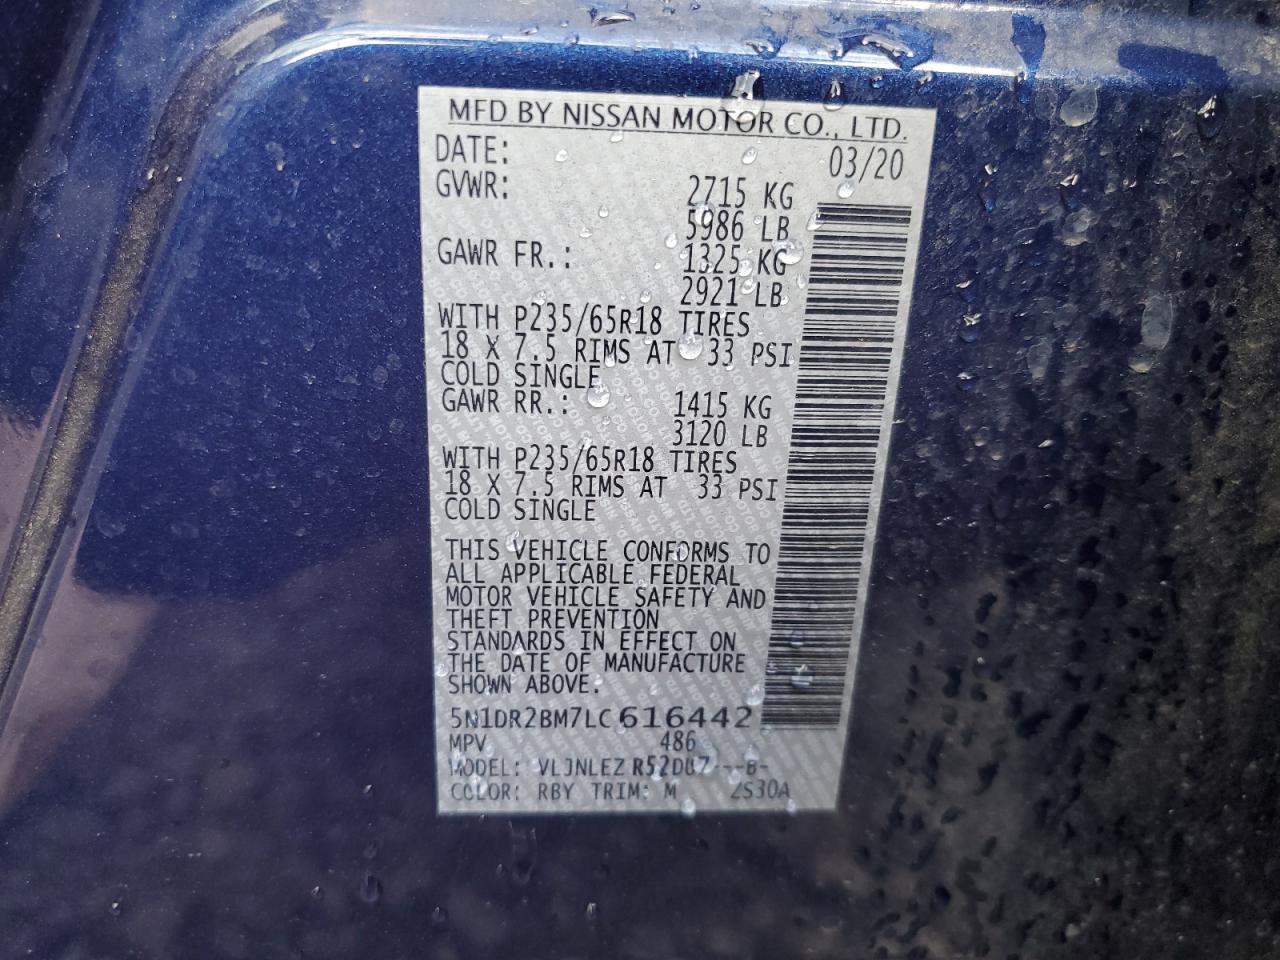 MFD BY NISSAN MOTOR CO., LTD.
DATE: 03/20
GVWR: 2715 KG
5986 LB
GAWR FR.: 1325 KG
2921 LB
WITH P235/65R18 TIRES
18 X 7.5 RIMS AT 33 PSI
COLD SINGLE
GAWR RR.: 1415 KG
3120 LB
WITH P235/65R18 TIRES
18 X 7.5 RIMS AT 33 PSI
COLD SINGLE
THIS VEHICLE CONFORMS TO
ALL APPLICABLE FEDERAL
MOTOR VEHICLE SAFETY AND
THEFT PREVENTION
STANDARDS IN EFFECT ON
THE DATE OF MANUFACTURE
SHOWN ABOVE.
5N1DR2BM7LC616442
MPV 486
MODEL: VLJNLEZ R52DU7---B-
COLOR: RBY TRIM: M ZS30A